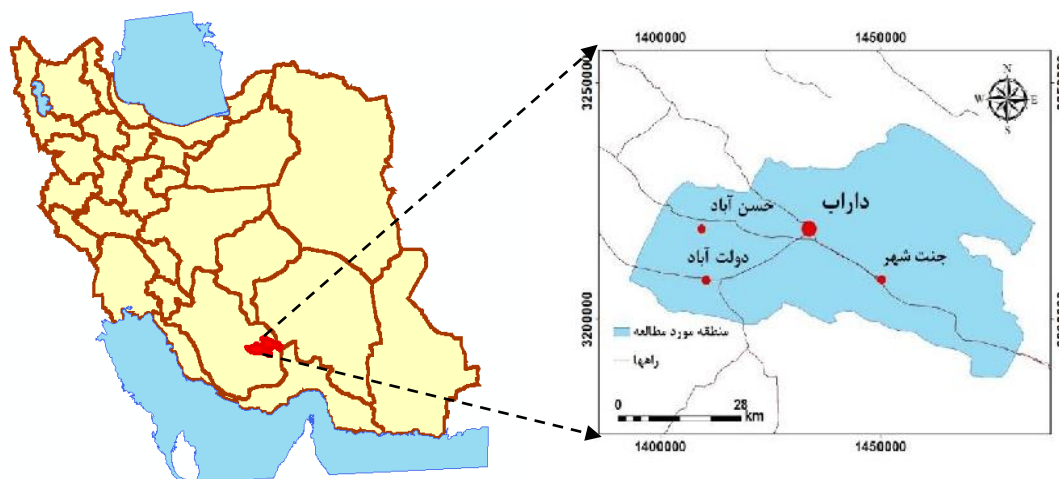 1400000 1450000
3250000
N
W E
S
داراب
حسن آباد
دولت آباد
جنت شهر
3200000
منطقه مورد مطالعه
راهها
0 28
km
1400000 1450000